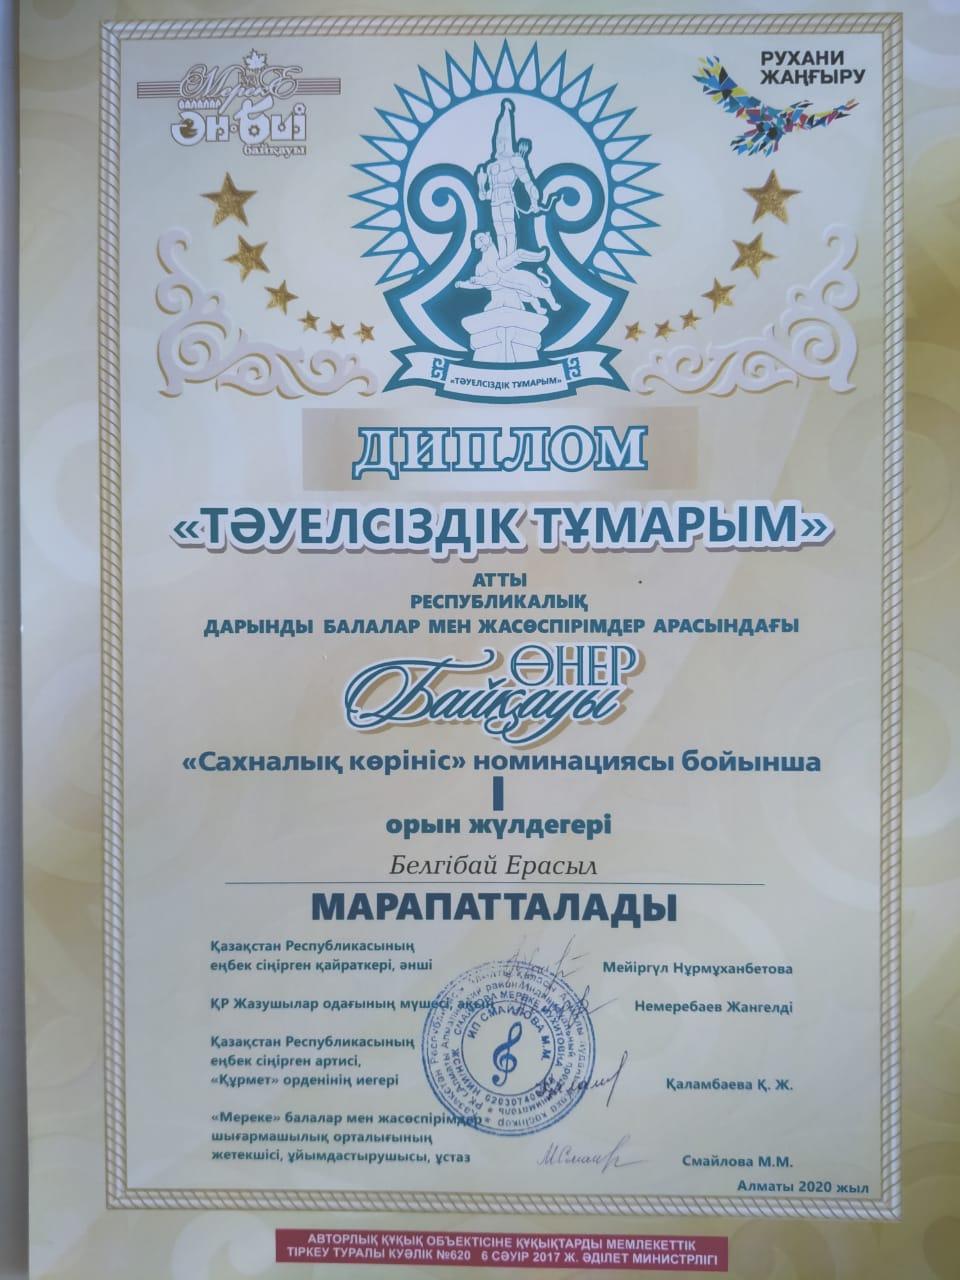 Мереке
балалар
Ән-Би
байқауы
РУХАНИ
ЖАҢҒЫРУ
«ТӘУЕЛСІЗДІК ТҰМАРЫМ»
ДИПЛОМ
«ТӘУЕЛСІЗДІК ТҰМАРЫМ»
АТТЫ
РЕСПУБЛИКАЛЫҚ
ДАРЫНДЫ БАЛАЛАР МЕН ЖАСӨСПІРІМДЕР АРАСЫНДАҒЫ
ӨНЕР
Байқауы
«Сахналық көрініс» номинациясы бойынша
I
орын жүлдегері
Белгібай Ерасыл
МАРАПАТТАЛАДЫ
Қазақстан Республикасының
еңбек сіңірген қайраткері, әнші
Мейіргүл Нұрмұханбетова
ҚР Жазушылар одағының мүшесі, ақын
Немеребаев Жангелді
Қазақстан Республикасының
еңбек сіңірген артисі,
«Құрмет» орденінің иегері
Қаламбаева Қ. Ж.
ИП СМАИЛОВА М.М.
«Мереке» балалар мен жасөспірімдер
шығармашылық орталығының
жетекшісі, ұйымдастырушысы, ұстаз
Смайлова М.М.
Алматы 2020 жыл
АВТОРЛЫҚ ҚҰҚЫҚ ОБЪЕКТІСІНЕ ҚҰҚЫҚТАРДЫ МЕМЛЕКЕТТІК
ТІРКЕУ ТУРАЛЫ КУӘЛІК №620 6 СӘУІР 2017 Ж. ӘДІЛЕТ МИНИСТРЛІГІ